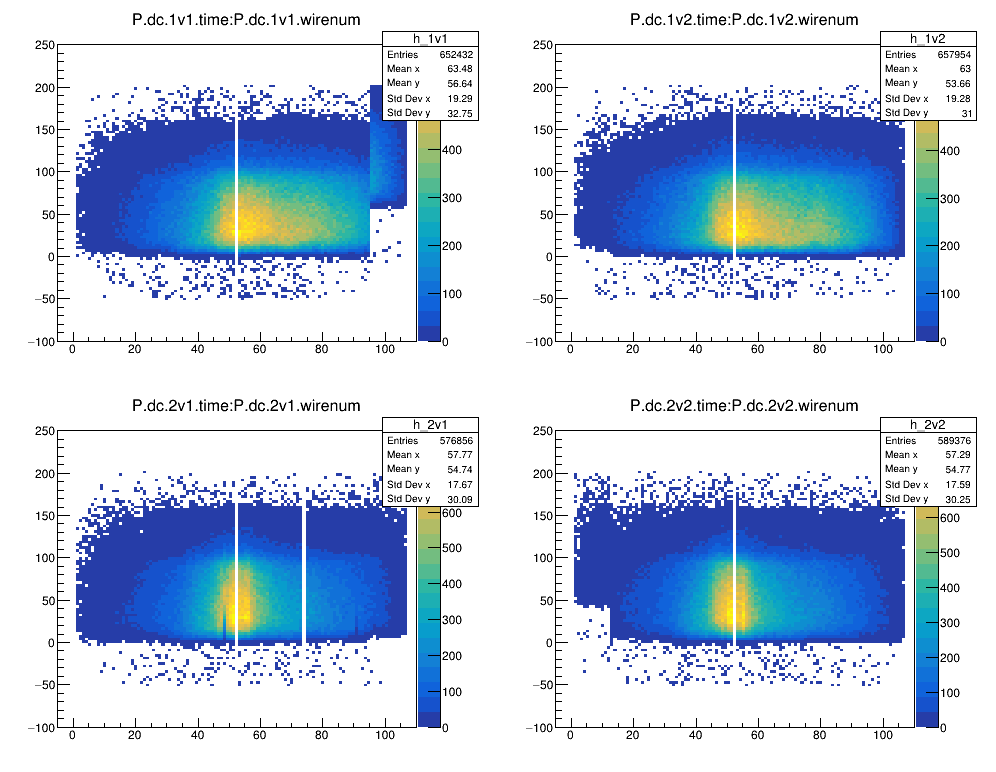 P.dc.1v1.time:P.dc.1v1.wirenum
h_1v1
Entries 652432
Mean x 63.48
Mean y 56.64
Std Dev x 19.29
Std Dev y 32.75
250
200
150
100
50
0
−50
−100
0 20 40 60 80 100
400
300
200
100
0
P.dc.1v2.time:P.dc.1v2.wirenum
h_1v2
Entries 657954
Mean x 63
Mean y 53.66
Std Dev x 19.28
Std Dev y 31
250
200
150
100
50
0
−50
−100
0 20 40 60 80 100
400
300
200
100
0
P.dc.2v1.time:P.dc.2v1.wirenum
h_2v1
Entries 576856
Mean x 57.77
Mean y 54.74
Std Dev x 17.67
Std Dev y 30.09
250
200
150
100
50
0
−50
−100
0 20 40 60 80 100
600
500
400
300
200
100
0
P.dc.2v2.time:P.dc.2v2.wirenum
h_2v2
Entries 589376
Mean x 57.29
Mean y 54.77
Std Dev x 17.59
Std Dev y 30.25
250
200
150
100
50
0
−50
−100
0 20 40 60 80 100
600
500
400
300
200
100
0